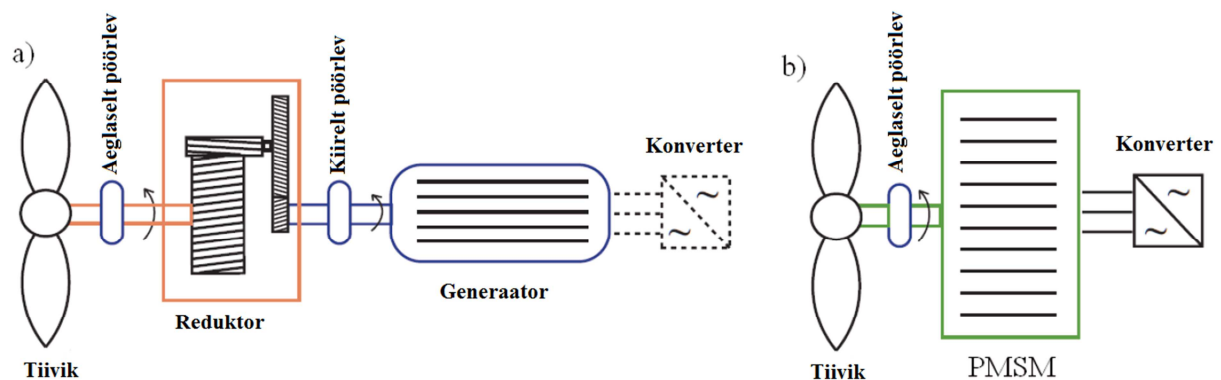 a)
Aeglaselt pöörlev
Kiirelt pöörlev
Konverter
~
~
Generaator
Reduktor
Tiivik
b)
Aeglaselt pöörlev
Konverter
~
~
PMSM
Tiivik